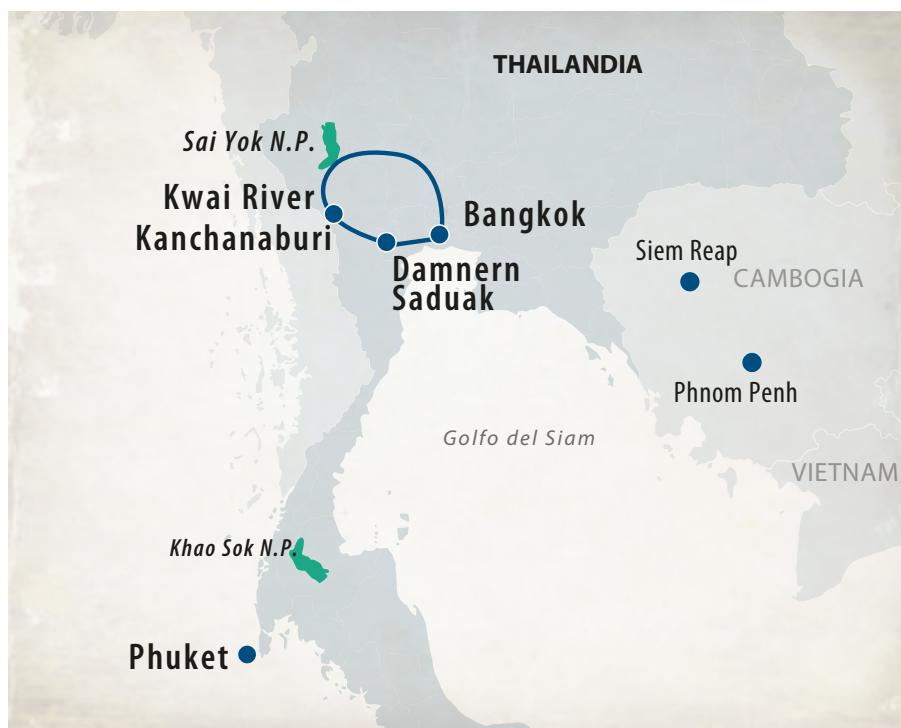 THAILANDIA
Sai Yok N.P.
Kwai River
Kanchanaburi
Bangkok
Damnern
Saduak
Siem Reap
CAMBOGIA
Phnom Penh
Golfo del Siam
VIETNAM
Khao Sok N.P.
Phuket